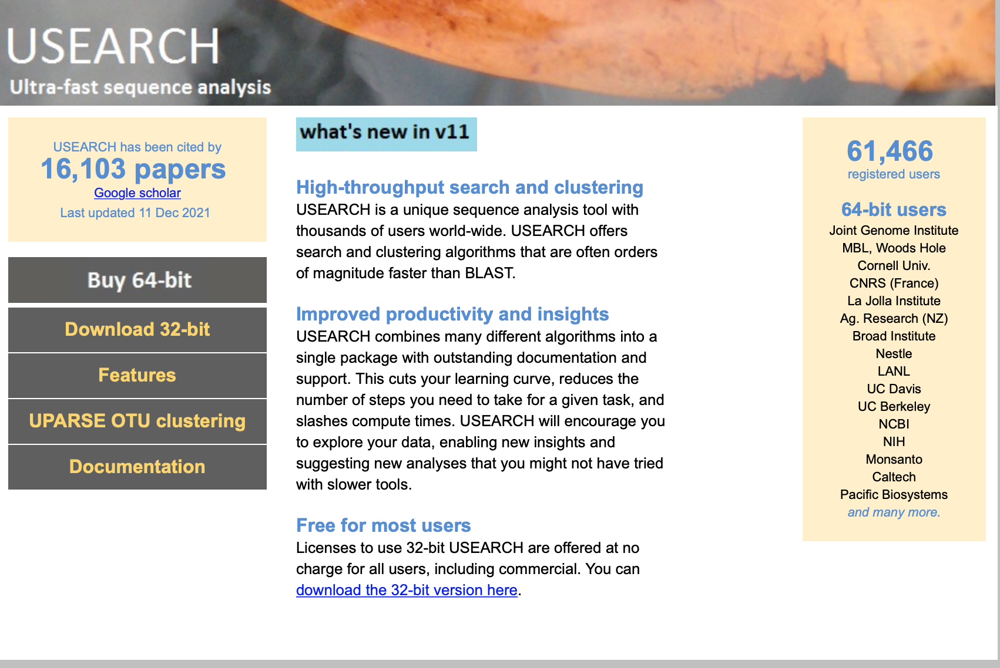 USEARCH
Ultra-fast sequence analysis
USEARCH has been cited by
16,103 papers
Google scholar
Last updated 11 Dec 2021
Buy 64-bit
Download 32-bit
Features
UPARSE OTU clustering
Documentation
what's new in v11
High-throughput search and clustering
USEARCH is a unique sequence analysis tool with
thousands of users world-wide. USEARCH offers
search and clustering algorithms that are often orders
of magnitude faster than BLAST.
Improved productivity and insights
USEARCH combines many different algorithms into a
single package with outstanding documentation and
support. This cuts your learning curve, reduces the
number of steps you need to take for a given task, and
slashes compute times. USEARCH will encourage you
to explore your data, enabling new insights and
suggesting new analyses that you might not have tried
with slower tools.
Free for most users
Licenses to use 32-bit USEARCH are offered at no
charge for all users, including commercial. You can
download the 32-bit version here.
61,466
registered users
64-bit users
Joint Genome Institute
MBL, Woods Hole
Cornell Univ.
CNRS (France)
La Jolla Institute
Ag. Research (NZ)
Broad Institute
Nestle
LANL
UC Davis
UC Berkeley
NCBI
NIH
Monsanto
Caltech
Pacific Biosystems
and many more.